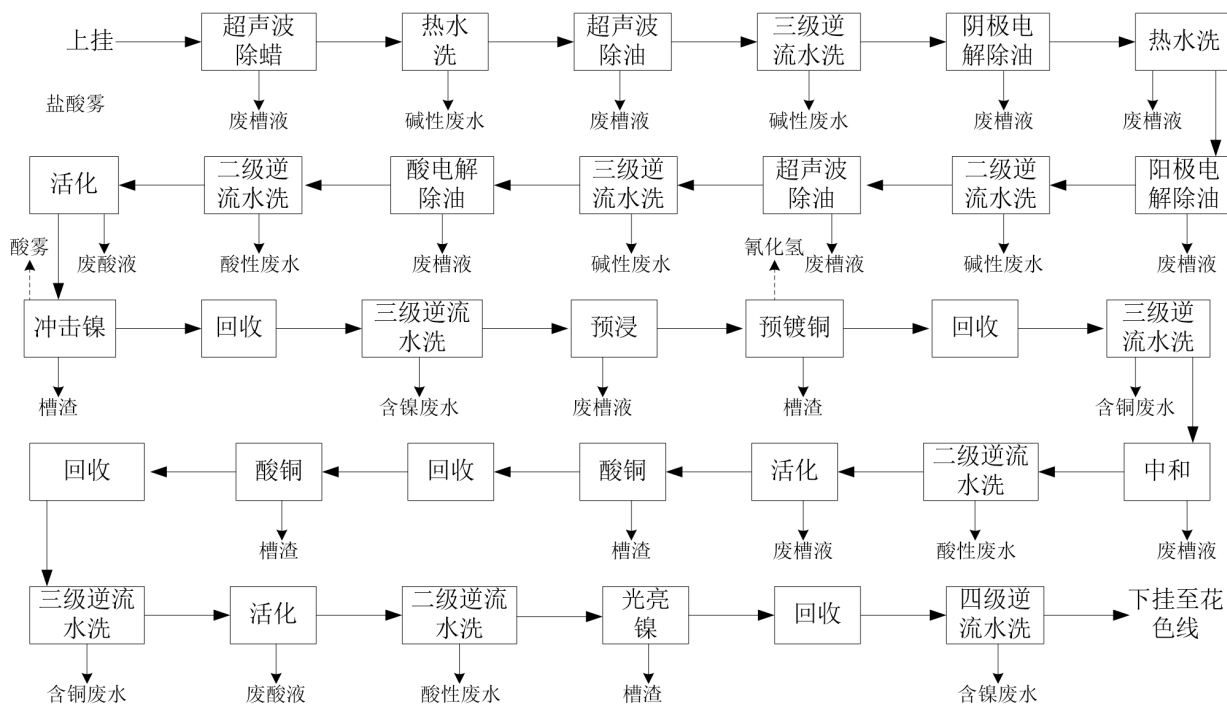 上挂
超声波
除蜡
热水
洗
超声波
除油
三级逆
流水洗
阴极电
解除油
热水洗
盐酸雾
废槽液
碱性废水
废槽液
碱性废水
废槽液
废槽液
活化
二级逆
流水洗
酸电解
除油
三级逆
流水洗
超声波
除油
二级逆
流水洗
阳极电
解除油
酸雾
废酸液
酸性废水
废槽液
碱性废水
氰化氢
废槽液
碱性废水
废槽液
冲击镍
回收
三级逆流
水洗
预浸
预镀铜
回收
三级逆
流水洗
槽渣
含镍废水
废槽液
槽渣
含铜废水
回收
酸铜
回收
酸铜
活化
二级逆流
水洗
中和
槽渣
槽渣
废槽液
酸性废水
废槽液
三级逆流
水洗
活化
二级逆流
水洗
光亮
镍
回收
四级逆
流水洗
下挂至花
色线
含铜废水
废酸液
酸性废水
槽渣
含镍废水